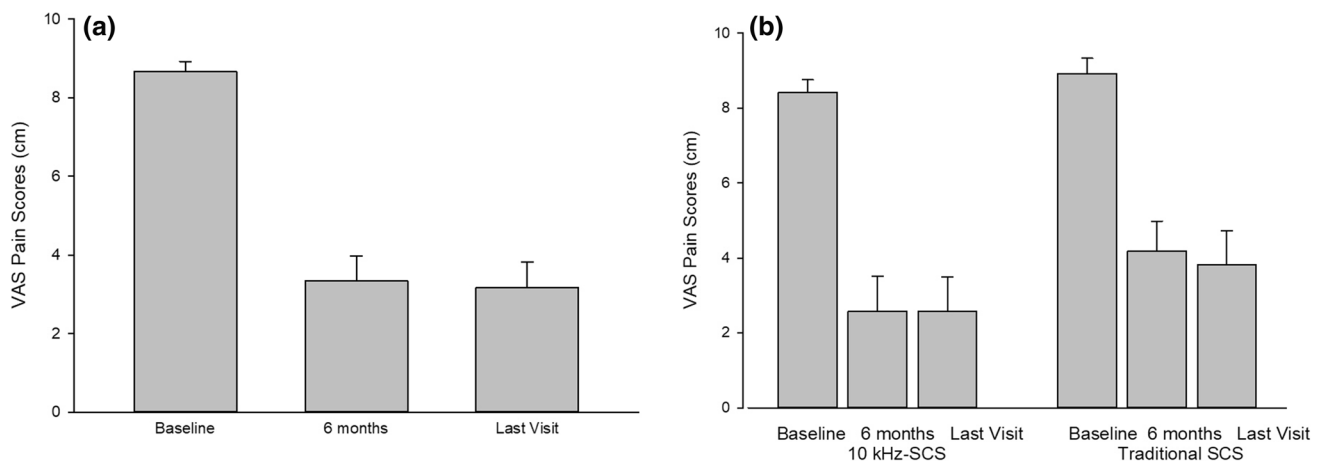 (a)
VAS Pain Scores (cm)
10
8
6
4
2
0
Baseline 6 months Last Visit
(b)
VAS Pain Scores (cm)
10
8
6
4
2
0
Baseline 6 months Last Visit Baseline 6 months Last Visit
10 kHz-SCS Traditional SCS